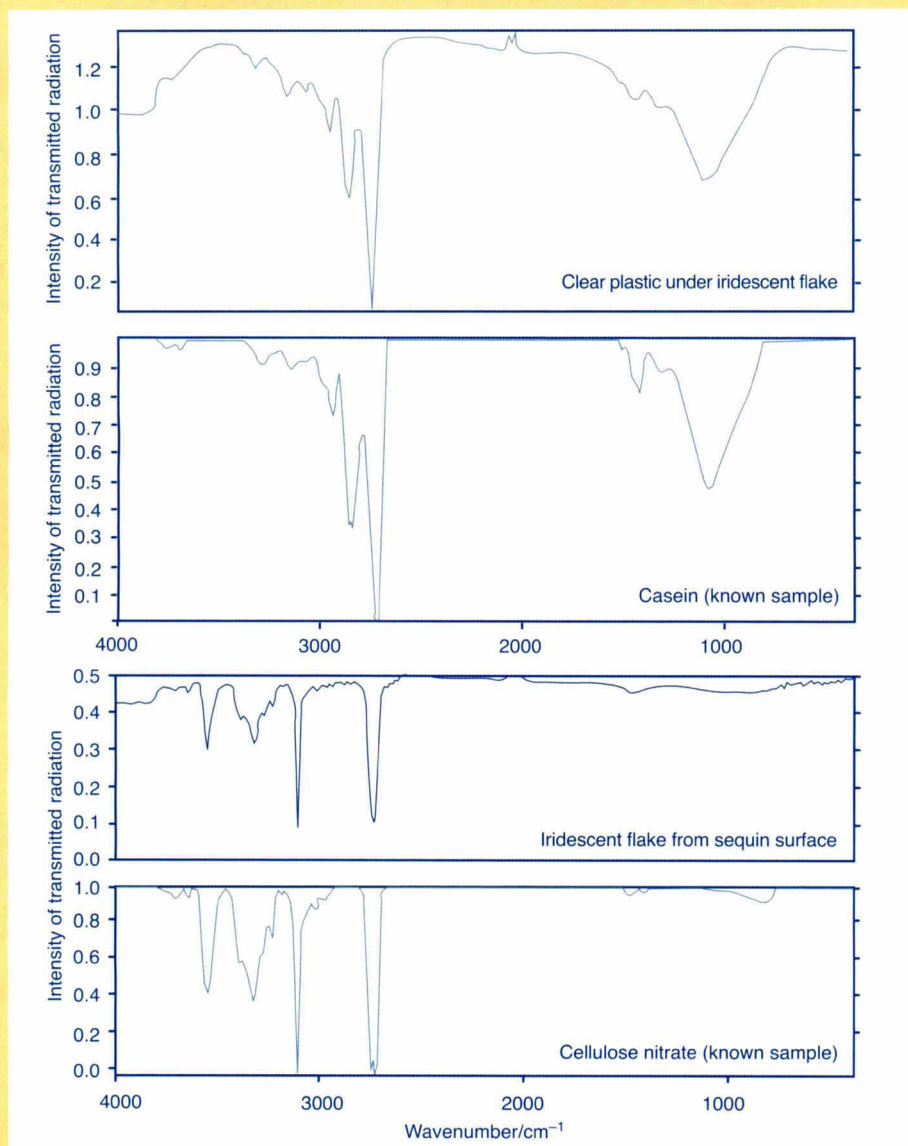 Intensity of transmitted radiation
1.2
1.0
0.8
0.6
0.4
0.2
Clear plastic under iridescent flake
Intensity of transmitted radiation
0.9
0.8
0.7
0.6
0.5
0.4
0.3
0.2
0.1
Casein (known sample)
4000 3000 2000 1000
Intensity of transmitted radiation
0.5
0.4
0.3
0.2
0.1
0.0
Iridescent flake from sequin surface
1.0
0.8
0.6
0.4
0.2
0.0
Cellulose nitrate (known sample)
4000 3000 2000 1000
Wavenumber/cm⁻¹